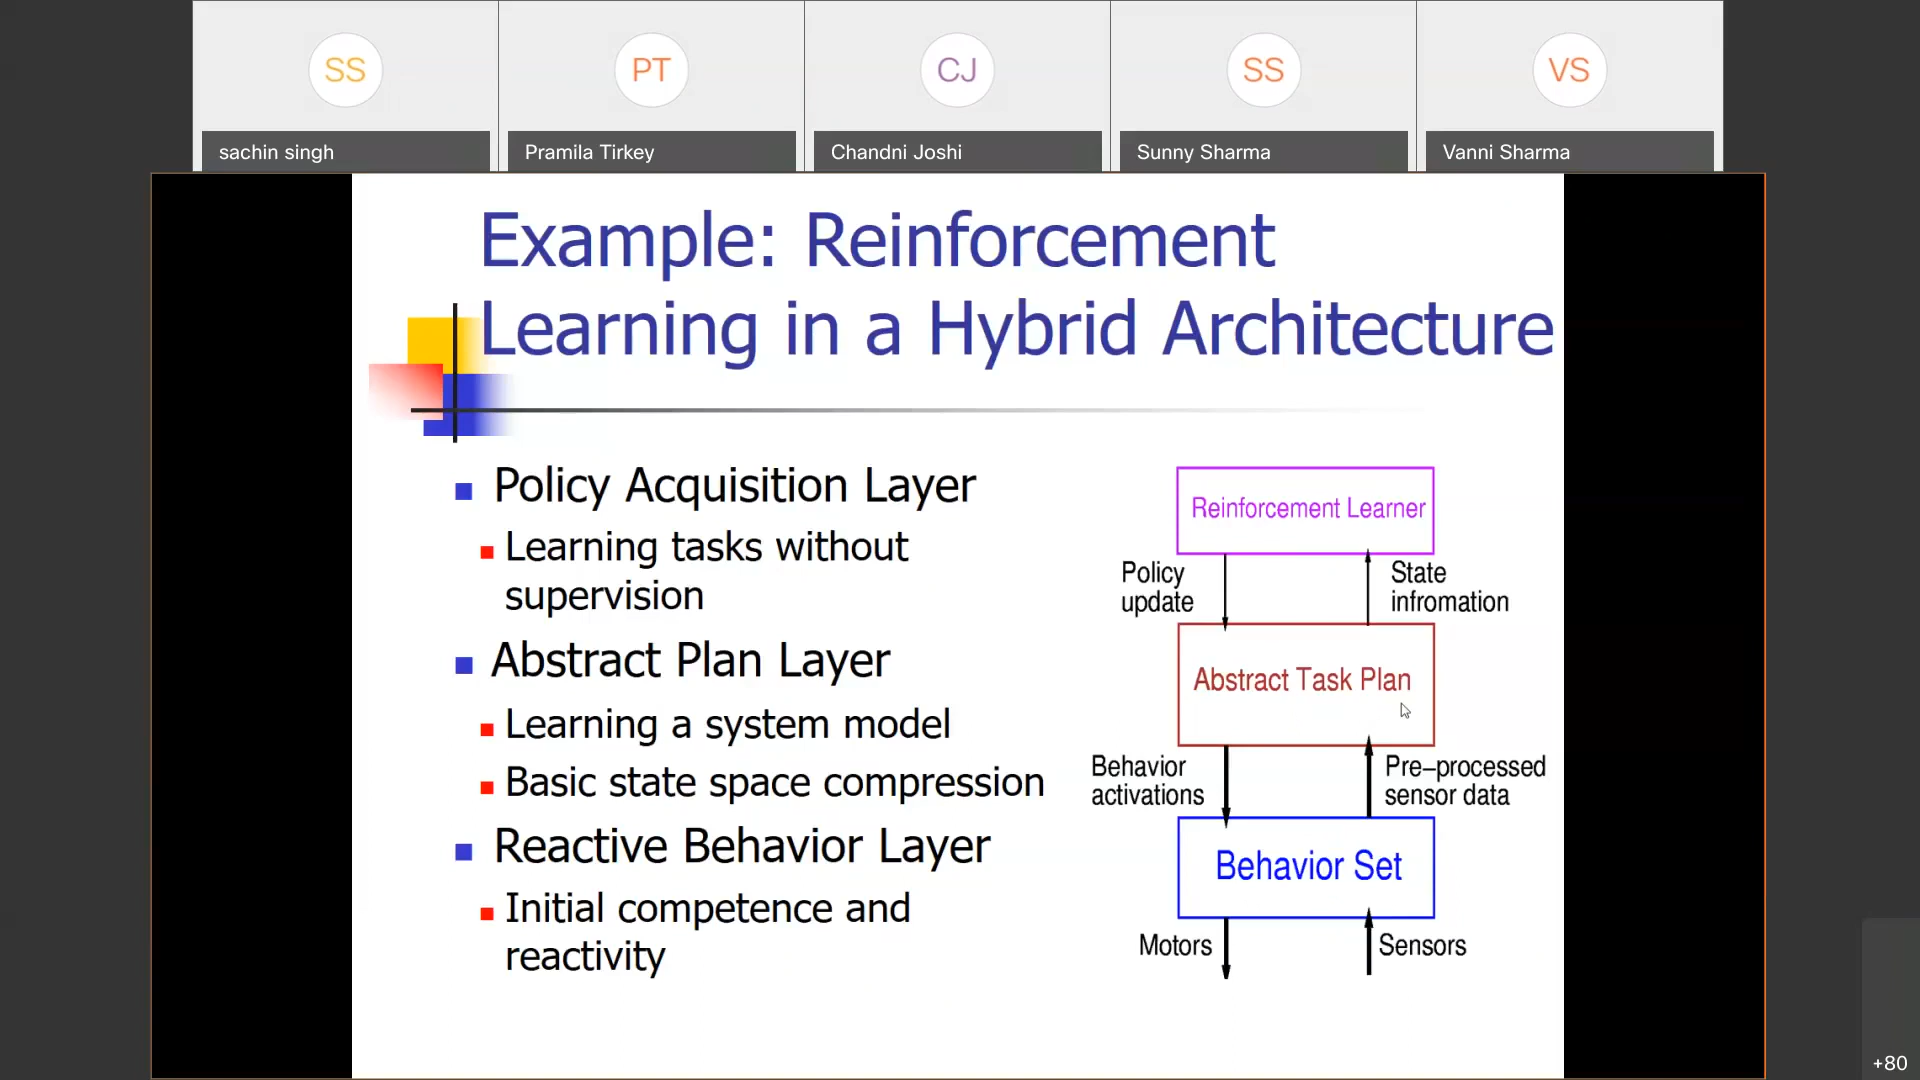 SS
PT
CJ
SS
VS
sachin singh
Pramila Tirkey
Chandni Joshi
Sunny Sharma
Vanni Sharma
Example: Reinforcement
Learning in a Hybrid Architecture
Policy Acquisition Layer
Learning tasks without
supervision
Abstract Plan Layer
Learning a system model
Basic state space compression
Reactive Behavior Layer
Initial competence and
reactivity
Reinforcement Learner
Policy
update
State
infromation
Abstract Task Plan
Behavior
activations
Pre-processed
sensor data
Behavior Set
Motors
Sensors
+80